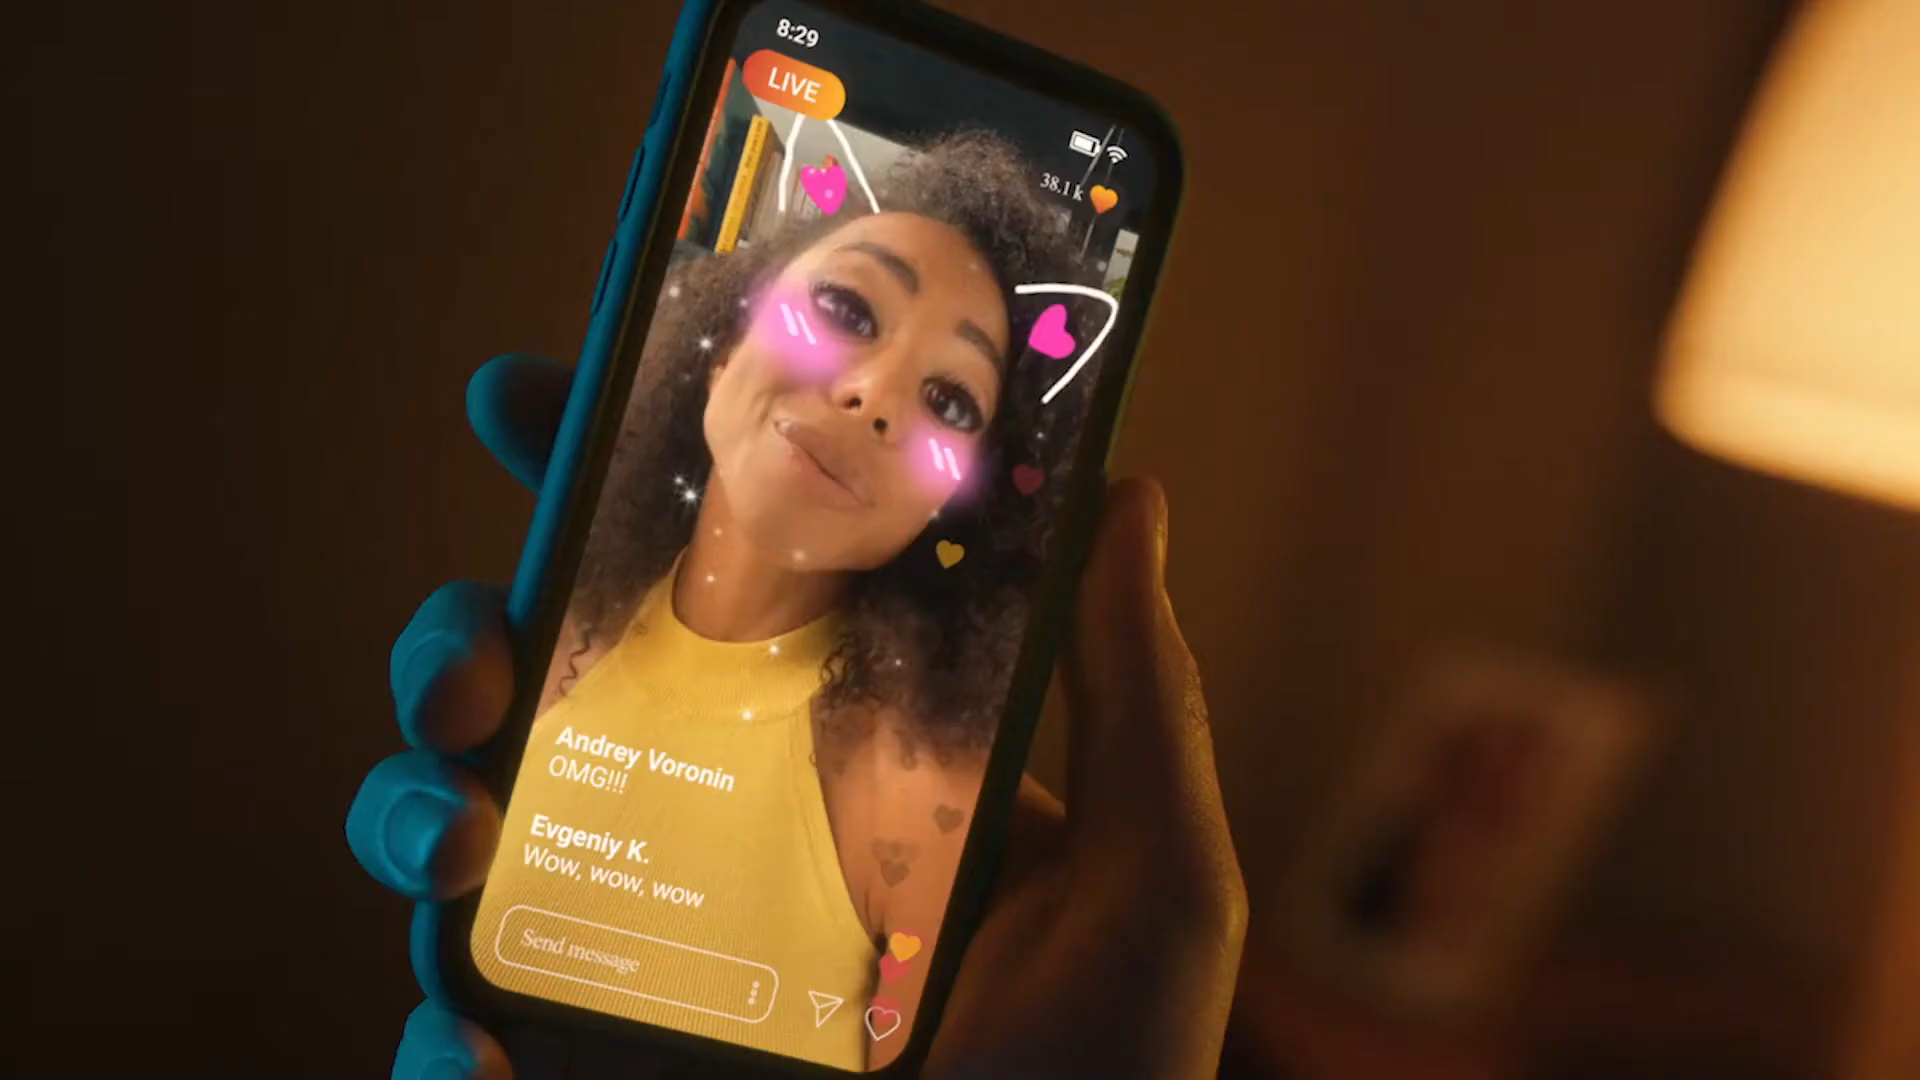 8:29
LIVE
38.1 k
Andrey Voronin
OMG!!!
Evgeniy K.
Wow, wow, wow
Send message